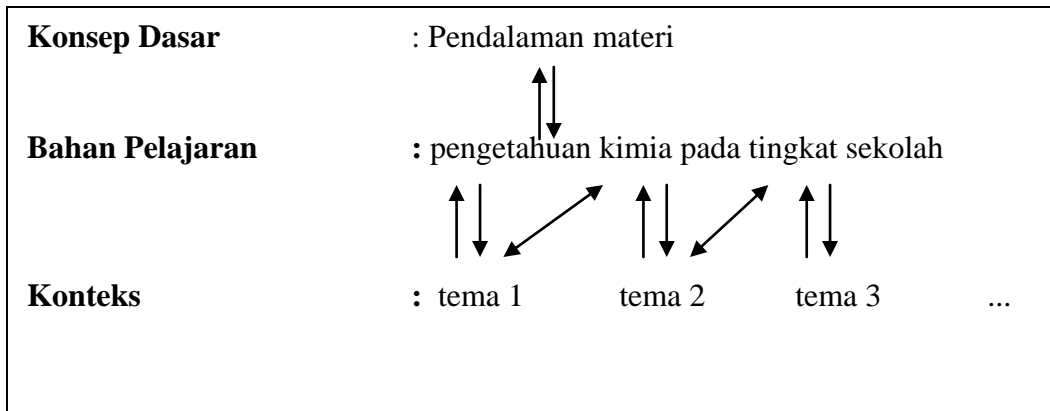 Konsep Dasar : Pendalaman materi
Bahan Pelajaran : pengetahuan kimia pada tingkat sekolah
Konteks : tema 1 tema 2 tema 3 ...